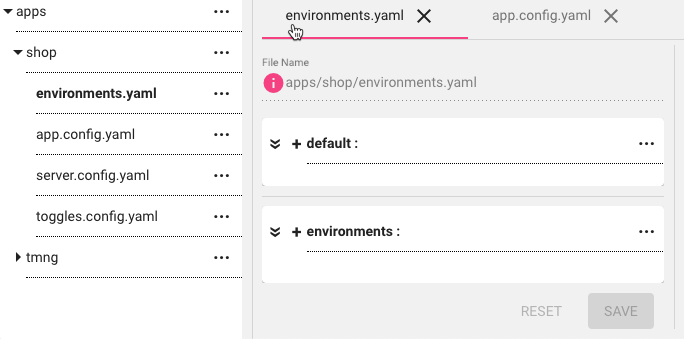 apps
shop
environments.yaml
app.config.yaml
server.config.yaml
toggles.config.yaml
tmng
environments.yaml
app.config.yaml
File Name
apps/shop/environments.yaml
default :
environments :
RESET
SAVE